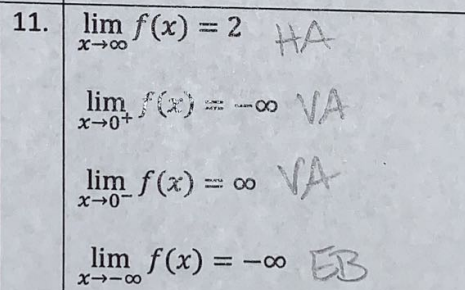 11. lim x→∞ f(x) = 2 HA
lim x→0⁺ f(x) = −∞ VA
lim x→0⁻ f(x) = ∞ VA
lim x→−∞ f(x) = −∞ EB